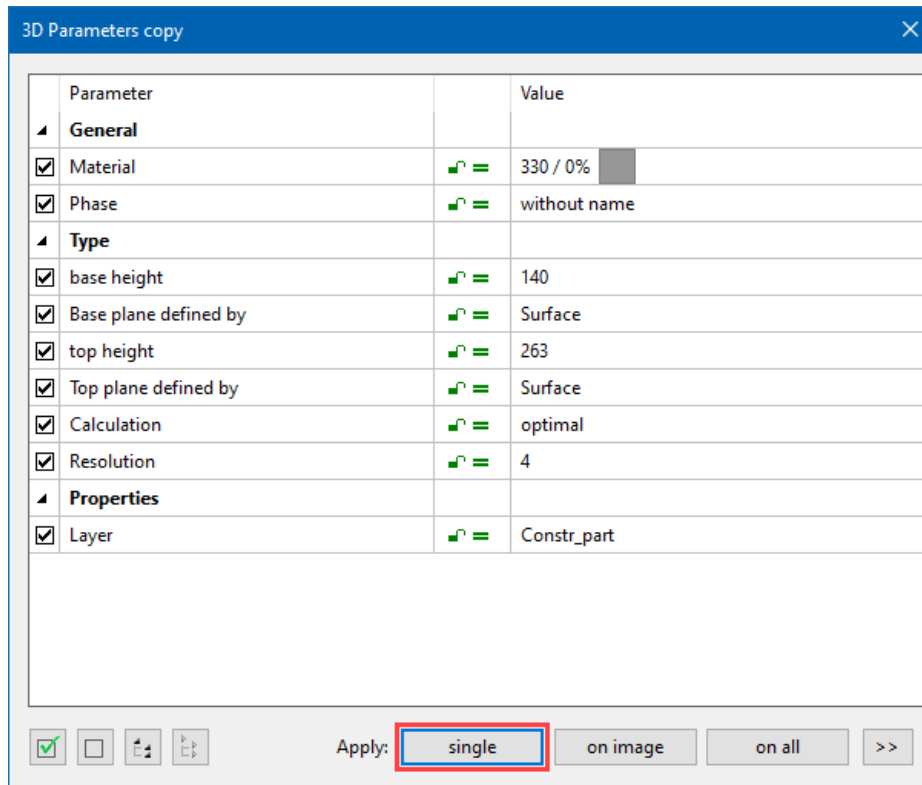 3D Parameters copy
Parameter Value
General
Material 330 / 0%
Phase without name
Type
base height 140
Base plane defined by Surface
top height 263
Top plane defined by Surface
Calculation optimal
Resolution 4
Properties
Layer Constr_part
Apply: single on image on all >>